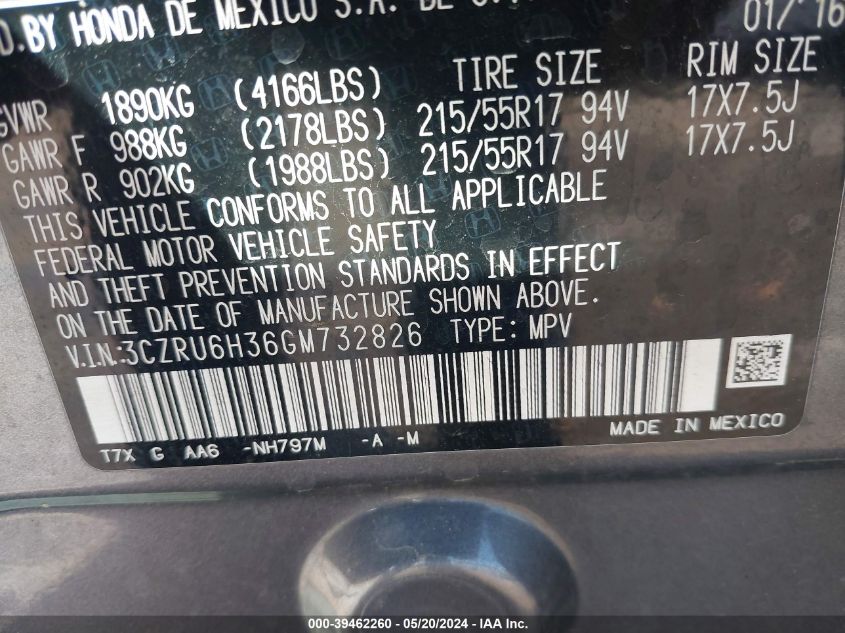 D.BY HONDA DE MEXICO S.A. DE C.V. 01/'16
GVWR 1890KG (4166LBS) TIRE SIZE RIM SIZE
GAWR F 988KG (2178LBS) 215/55R17 94V 17X7.5J
GAWR R 902KG (1988LBS) 215/55R17 94V 17X7.5J
THIS VEHICLE CONFORMS TO ALL APPLICABLE
FEDERAL MOTOR VEHICLE SAFETY
AND THEFT PREVENTION STANDARDS IN EFFECT
ON THE DATE OF MANUFACTURE SHOWN ABOVE.
V.I.N.:3CZRU6H36GM732826 TYPE: MPV
T7X G AA6 -NH797M -A -M MADE IN MEXICO
000-39462260 - 05/20/2024 - IAA Inc.